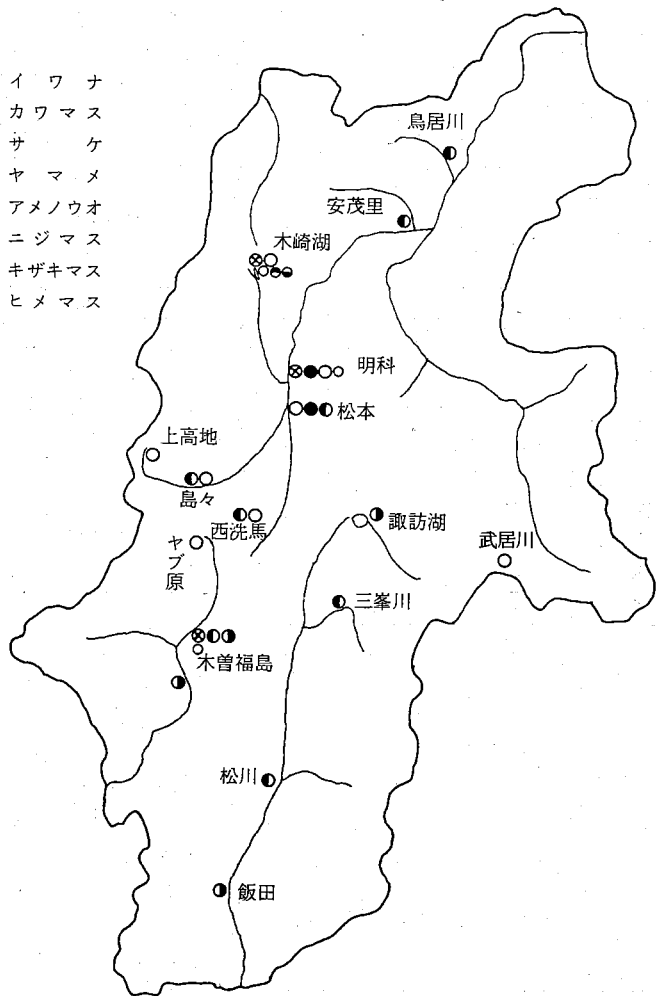 イワナ
カワマス
サケ
ヤマメ
アメノウオ
ニジマス
キザキマス
ヒメマス
鳥居川
安茂里
木崎湖
明科
松本
上高地
島々
西洗馬
諏訪湖
武居川
ヤブ原
三峯川
木曽福島
松川
飯田